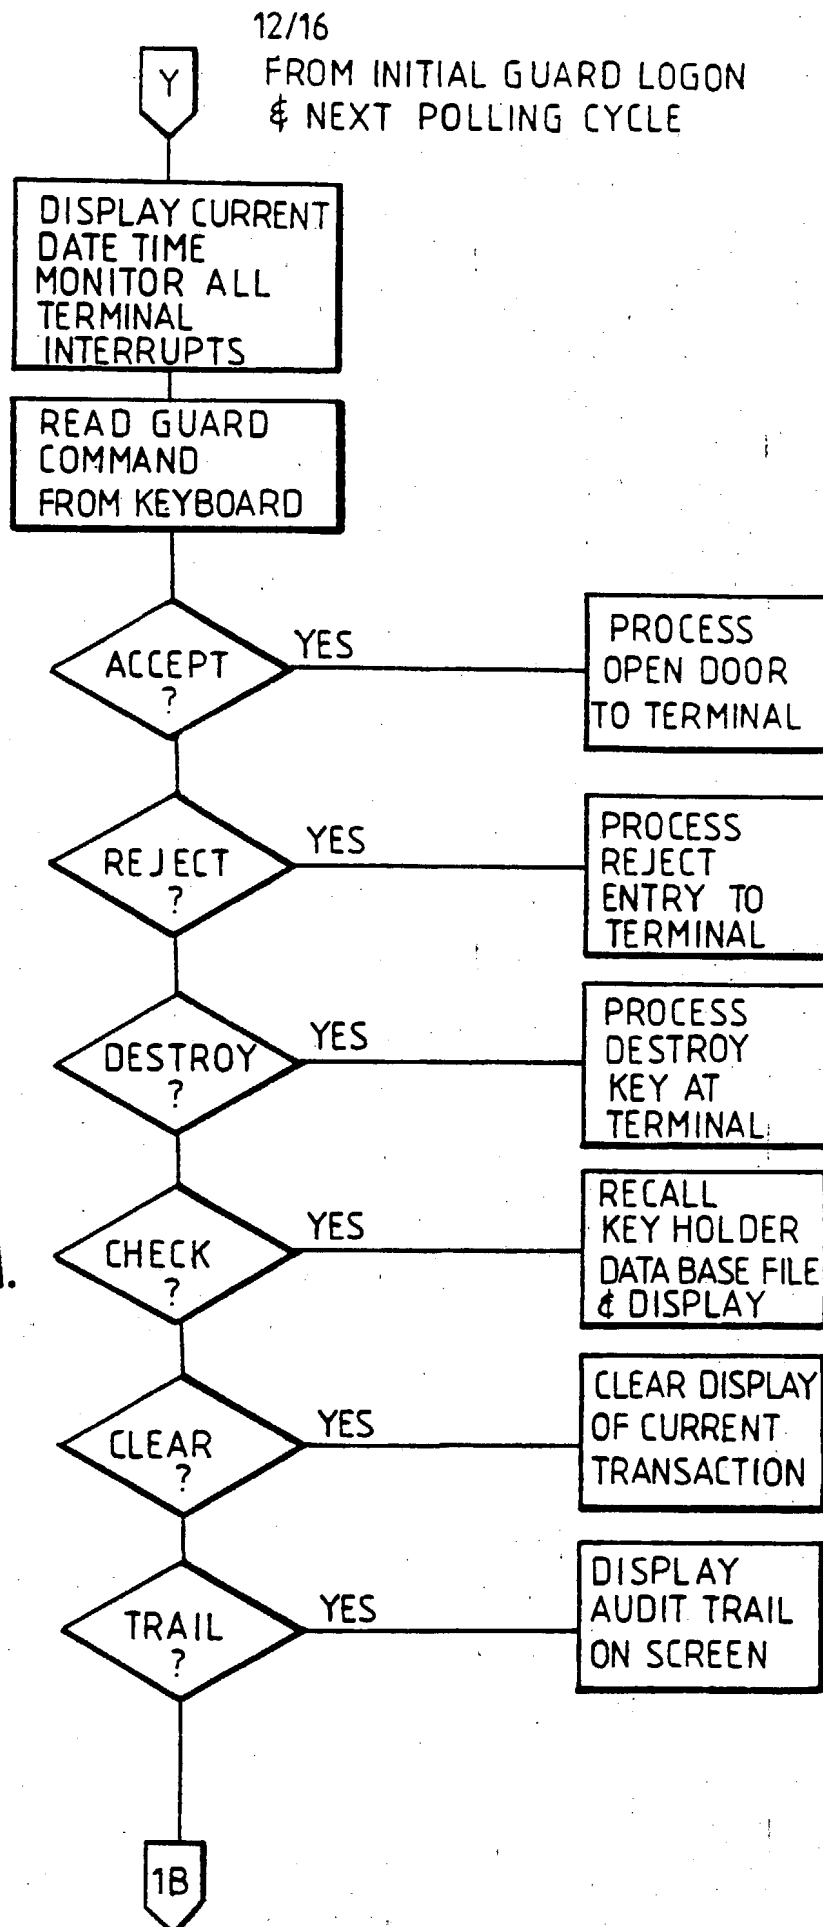 12/16
Y
FROM INITIAL GUARD LOGON
& NEXT POLLING CYCLE
DISPLAY CURRENT
DATE TIME
MONITOR ALL
TERMINAL
INTERRUPTS
READ GUARD
COMMAND
FROM KEYBOARD
ACCEPT
?
YES
PROCESS
OPEN DOOR
TO TERMINAL
REJECT
?
YES
PROCESS
REJECT
ENTRY TO
TERMINAL
DESTROY
?
YES
PROCESS
DESTROY
KEY AT
TERMINAL
CHECK
?
YES
RECALL
KEY HOLDER
DATA BASE FILE
& DISPLAY
CLEAR
?
YES
CLEAR DISPLAY
OF CURRENT
TRANSACTION
TRAIL
?
YES
DISPLAY
AUDIT TRAIL
ON SCREEN
1B